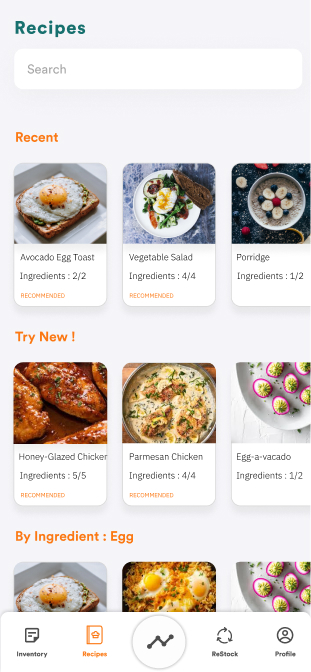 Recipes
Search
Recent
Avocado Egg Toast
Ingredients : 2/2
RECOMMENDED
Vegetable Salad
Ingredients : 4/4
RECOMMENDED
Porridge
Ingredients : 1/2
Try New !
Honey-Glazed Chicken
Ingredients : 5/5
RECOMMENDED
Parmesan Chicken
Ingredients : 4/4
RECOMMENDED
Egg-a-vacado
Ingredients : 1/2
By Ingredient : Egg
Inventory
Recipes
ReStock
Profile